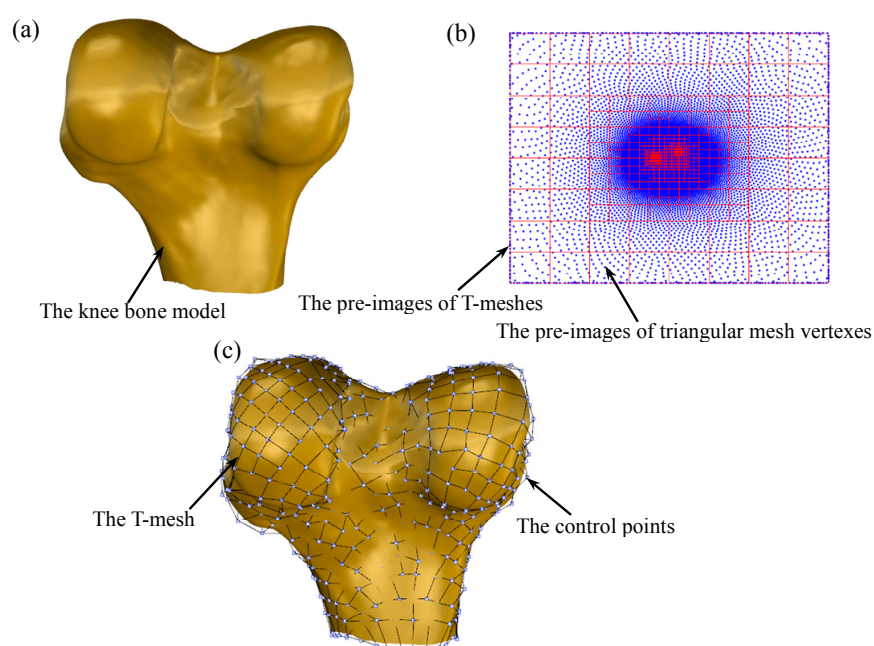 (a)
(b)
The knee bone model
The pre-images of T-meshes
The pre-images of triangular mesh vertexes
(c)
The T-mesh
The control points